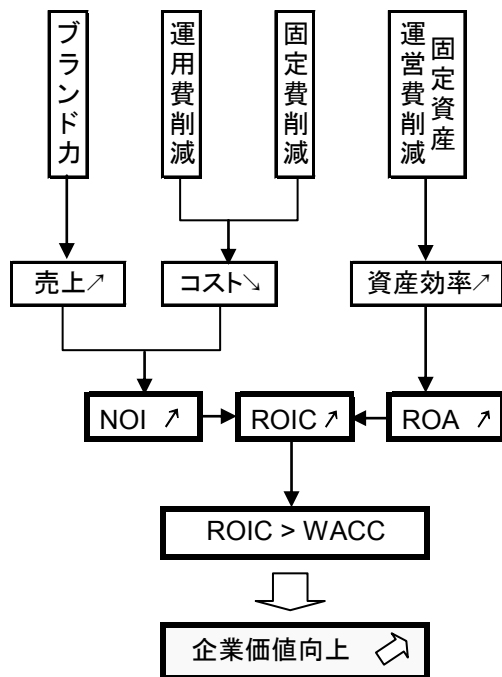 ブランド力
運用費削減
固定費削減
固定資産
運営費削減
売上↗
コスト↘
資産効率↗
NOI ↗
ROIC ↗
ROA ↗
ROIC > WACC
企業価値向上